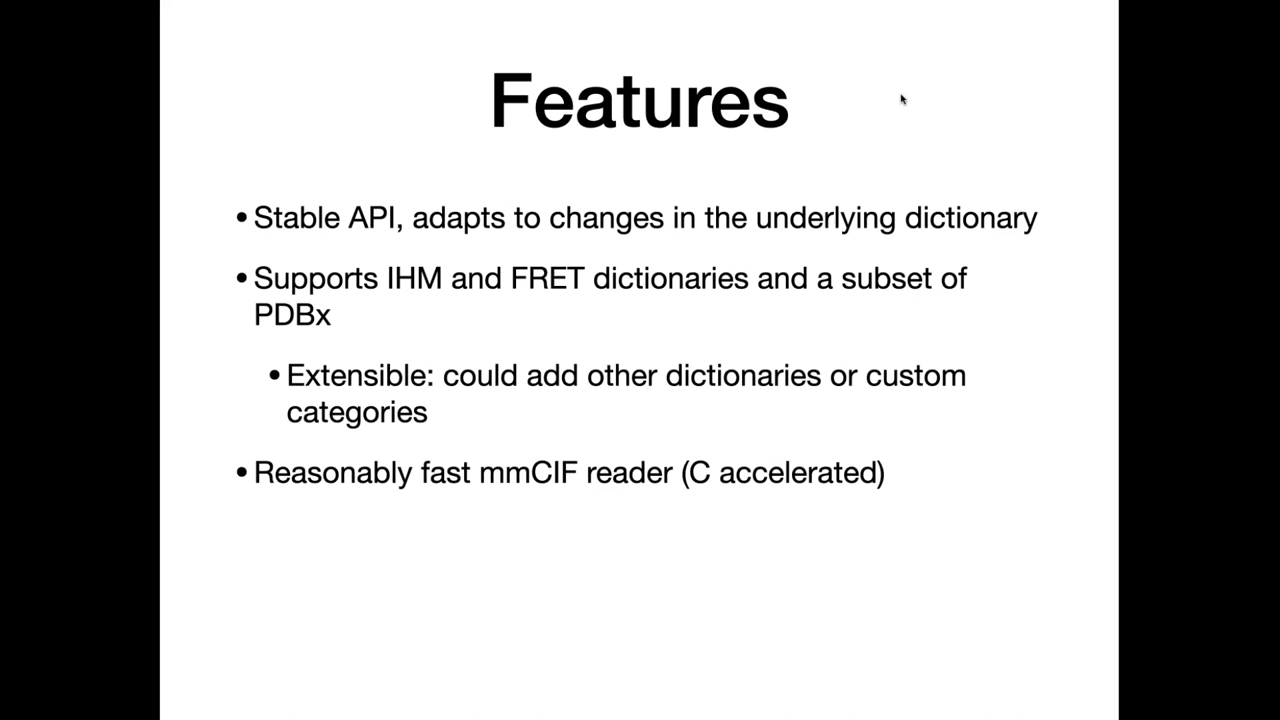 Features
• Stable API, adapts to changes in the underlying dictionary
• Supports IHM and FRET dictionaries and a subset of
PDBx
• Extensible: could add other dictionaries or custom
categories
• Reasonably fast mmCIF reader (C accelerated)